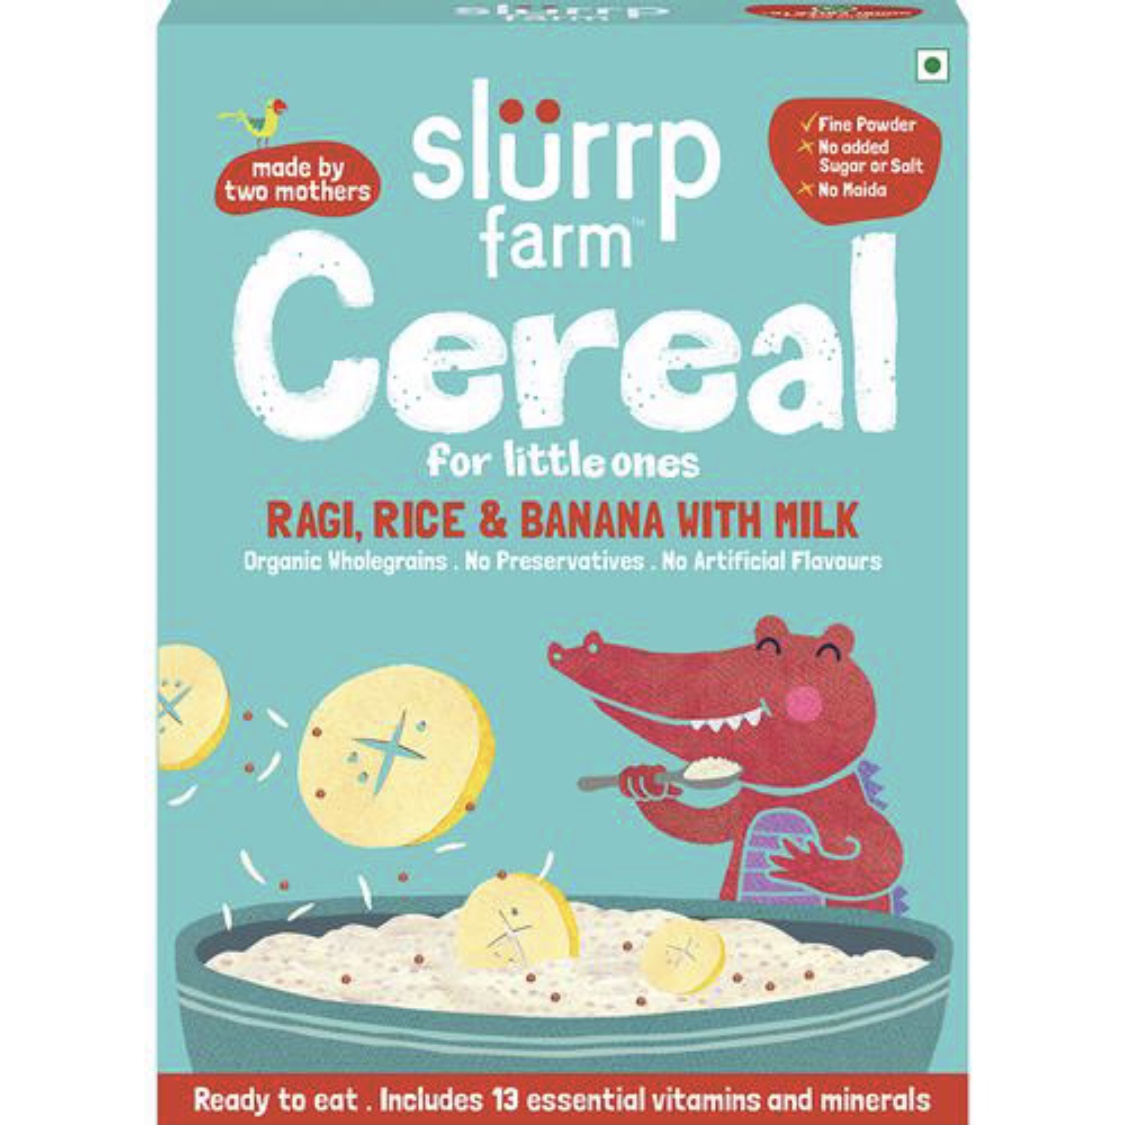 slürrp
farm
made by
two mothers
slürrp
farm™
Fine Powder
No added
Sugar or Salt
No Maida
Cereal
for little ones
RAGI, RICE & BANANA WITH MILK
Organic Wholegrains . No Preservatives . No Artificial Flavours
Ready to eat . Includes 13 essential vitamins and minerals